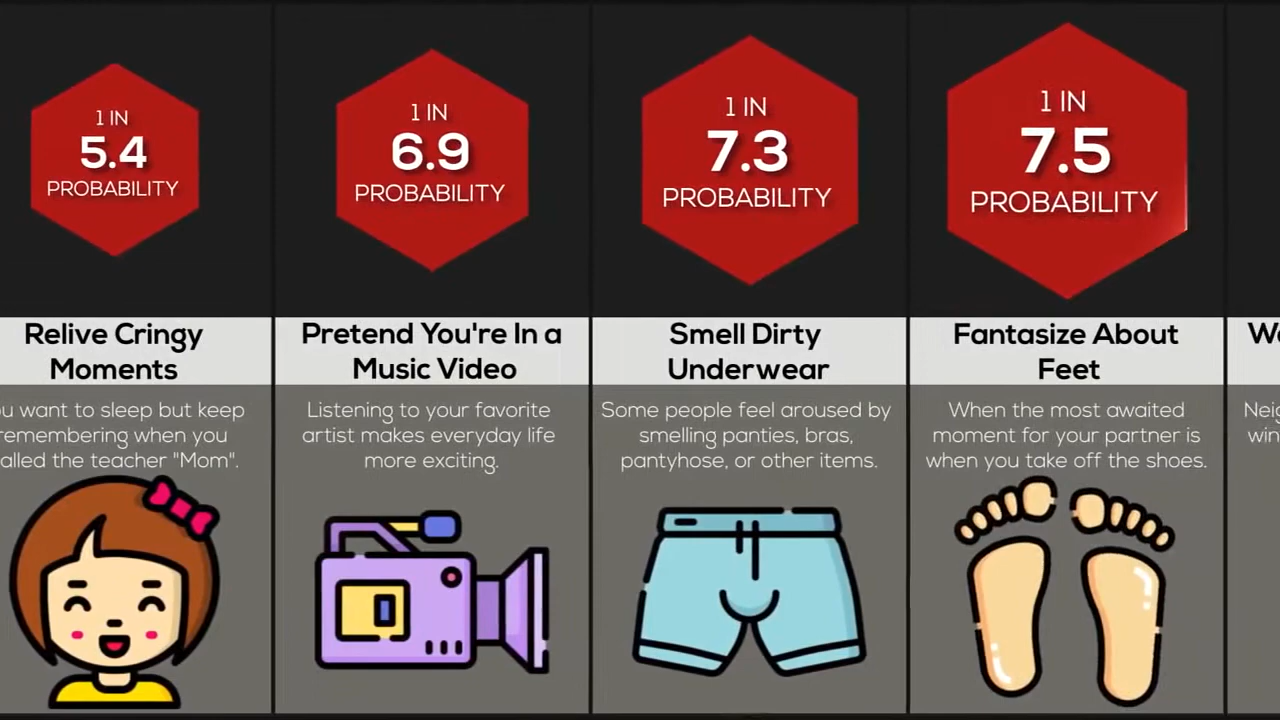 1 IN
5.4
PROBABILITY
Relive Cringy
Moments
want to sleep but keep
remembering when you
the teacher "Mom".
1 IN
6.9
PROBABILITY
Pretend You're In a
Music Video
Listening to your favorite
artist makes everyday life
more exciting.
1 IN
7.3
PROBABILITY
Smell Dirty
Underwear
Some people feel aroused by
smelling panties, bras,
pantyhose, or other items.
1 IN
7.5
PROBABILITY
Fantasize About
Feet
When the most awaited
moment for your partner is
when you take off the shoes.